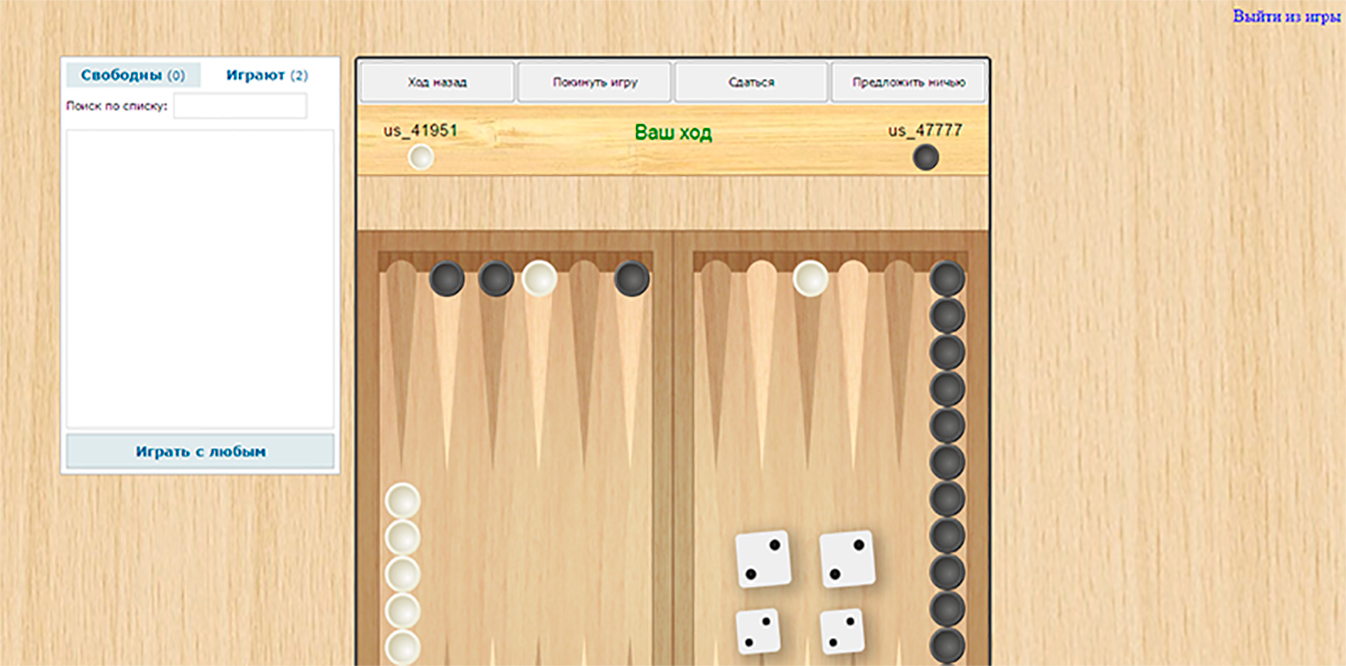 Выйти из игры
Свободны (0) Играют (2)
Поиск по списку:
Играть с любым
Ход назад Покинуть игру Сдаться Предложить ничью
us_41951 Ваш ход us_47777